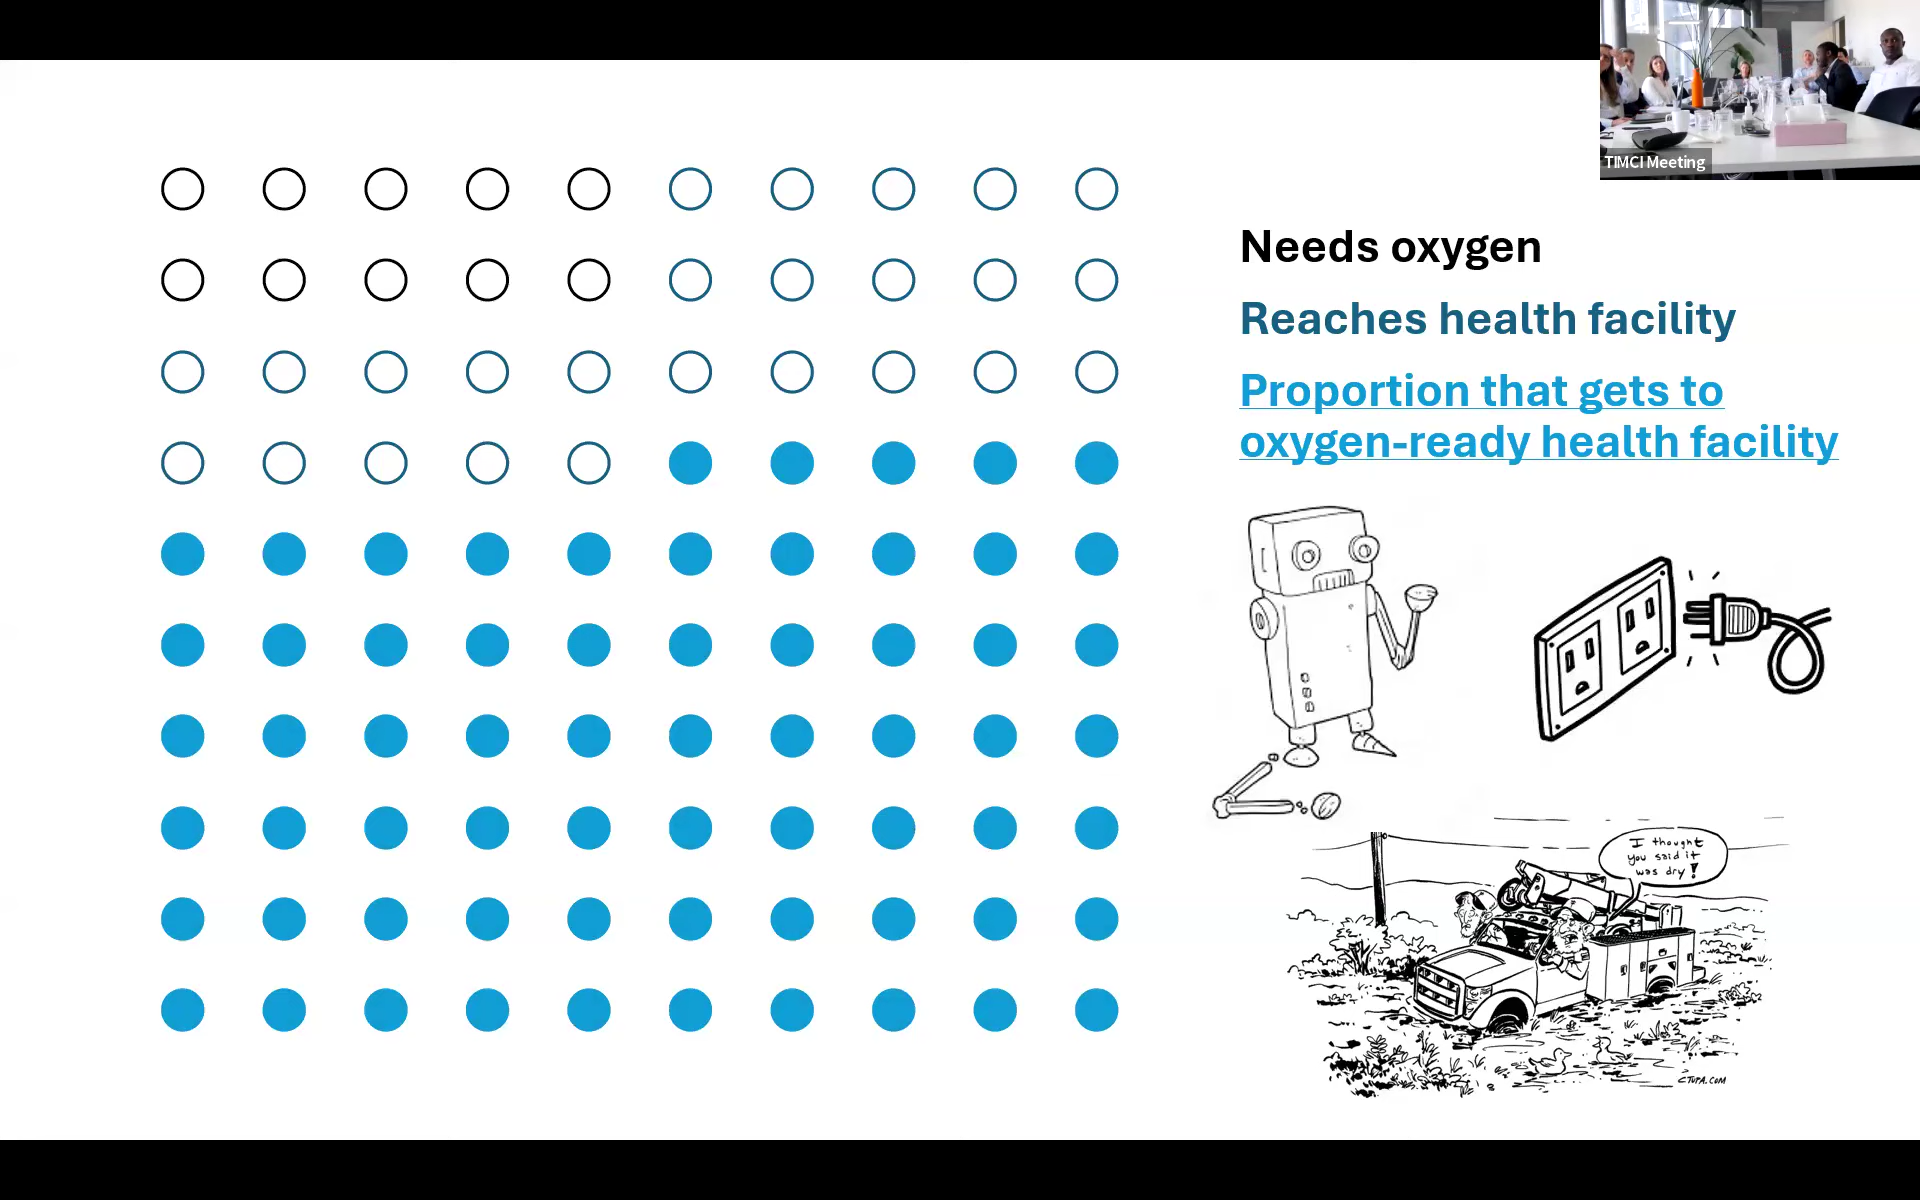 TIMCI Meeting
Needs oxygen
Reaches health facility
Proportion that gets to
oxygen-ready health facility
I thought
you said it
was dry!
CTUPA.COM